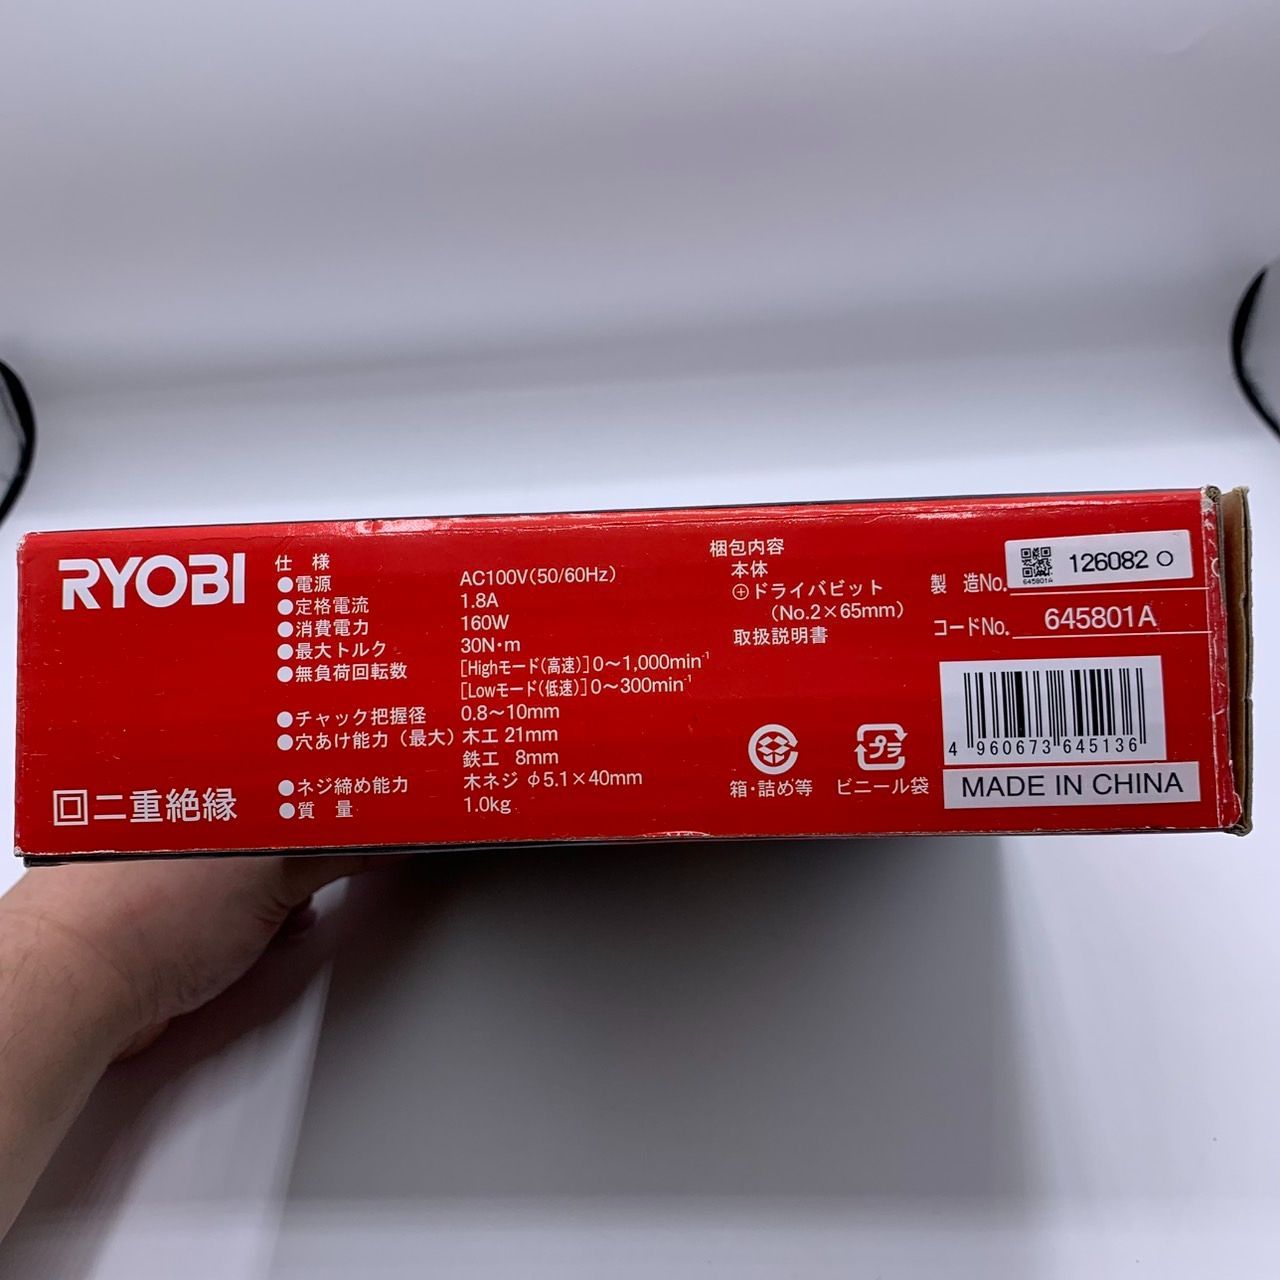 RYOBI
回二重絶縁
仕 様
●電源 AC100V(50/60Hz)
●定格電流 1.8A
●消費電力 160W
●最大トルク 30N・m
●無負荷回転数 [Highモード(高速)]0〜1,000min⁻¹
[Lowモード(低速)]0〜300min⁻¹
●チャック把握径 0.8〜10mm
●穴あけ能力(最大) 木工 21mm
鉄工 8mm
●ネジ締め能力 木ネジ φ5.1×40mm
●質 量 1.0kg
梱包内容
本体
⊕ドライバビット
(No.2×65mm)
取扱説明書
箱・詰め等
プラ
ビニール袋
製 造No. 126082 ○
645801A
コードNo. 645801A
4 960673 645136
MADE IN CHINA